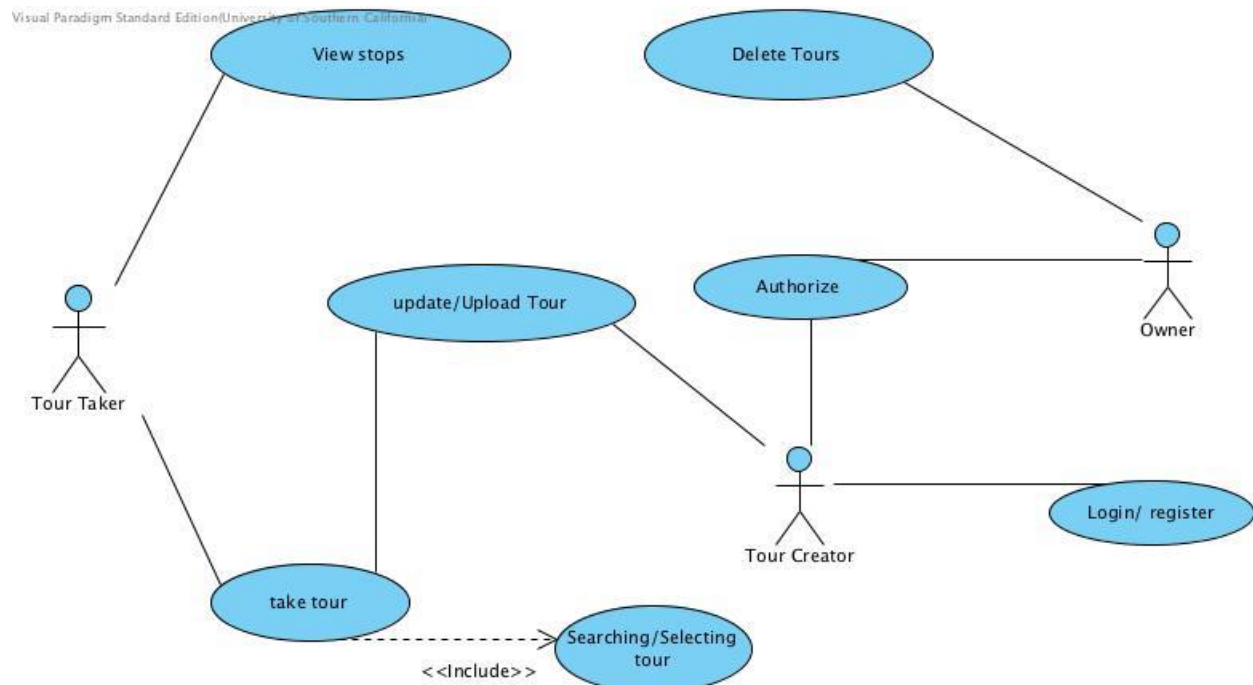 Visual Paradigm Standard Edition(University of Southern California)
View stops
Delete Tours
Authorize
update/Upload Tour
Owner
Tour Taker
Login/ register
Tour Creator
take tour
Searching/Selecting
tour
<<Include>>